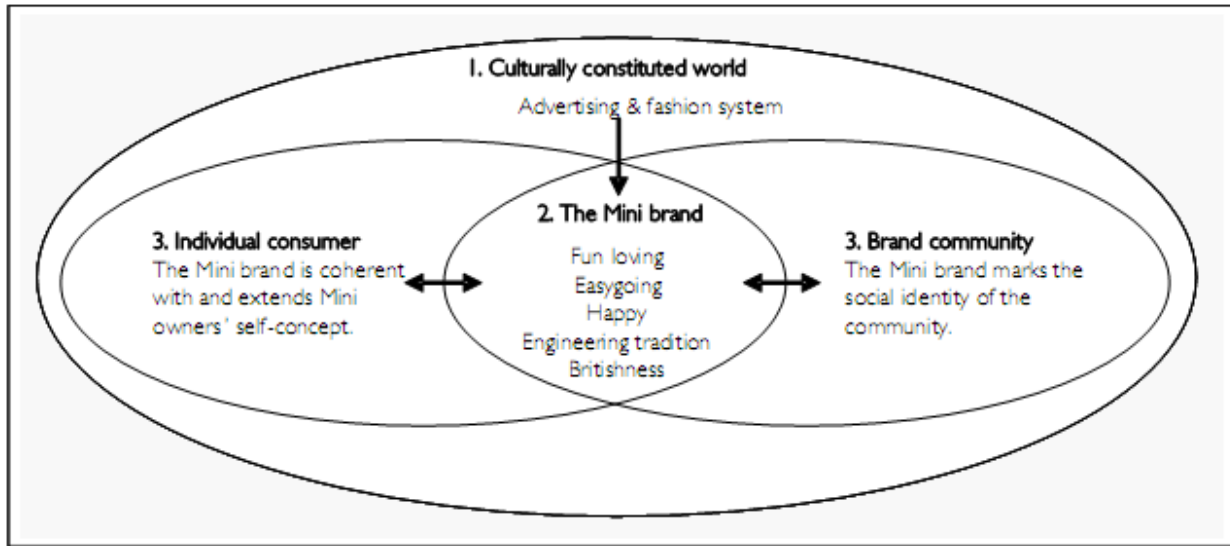 1. Culturally constituted world
Advertising & fashion system
3. Individual consumer
The Mini brand is coherent
with and extends Mini
owners´ self-concept.
2. The Mini brand
Fun loving
Easygoing
Happy
Engineering tradition
Britishness
3. Brand community
The Mini brand marks the
social identity of the
community.